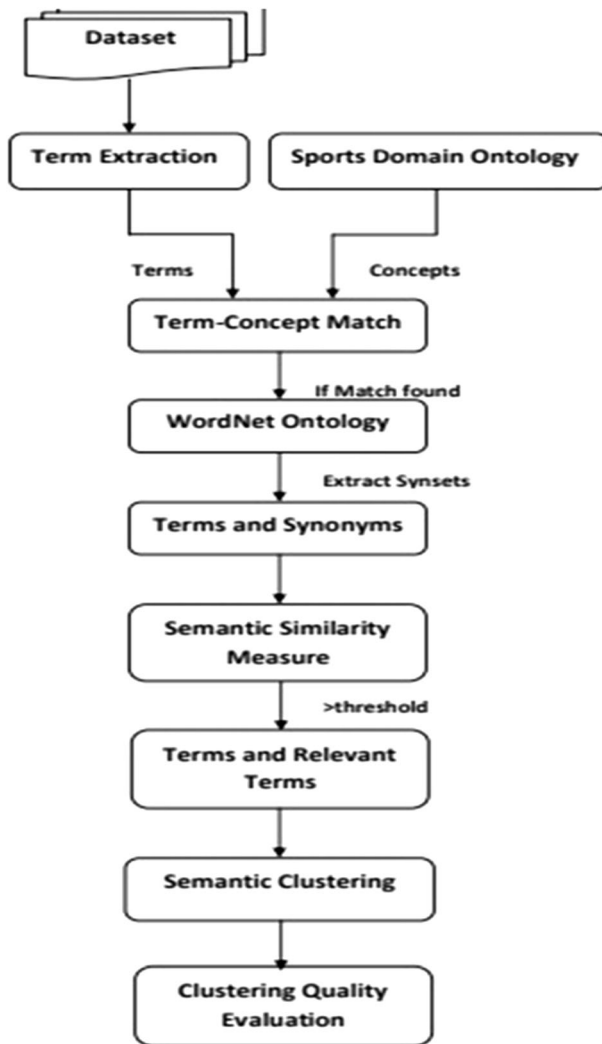 Dataset
Term Extraction
Sports Domain Ontology
Terms
Concepts
Term-Concept Match
If Match found
WordNet Ontology
Extract Synsets
Terms and Synonyms
Semantic Similarity
Measure
>threshold
Terms and Relevant
Terms
Semantic Clustering
Clustering Quality
Evaluation